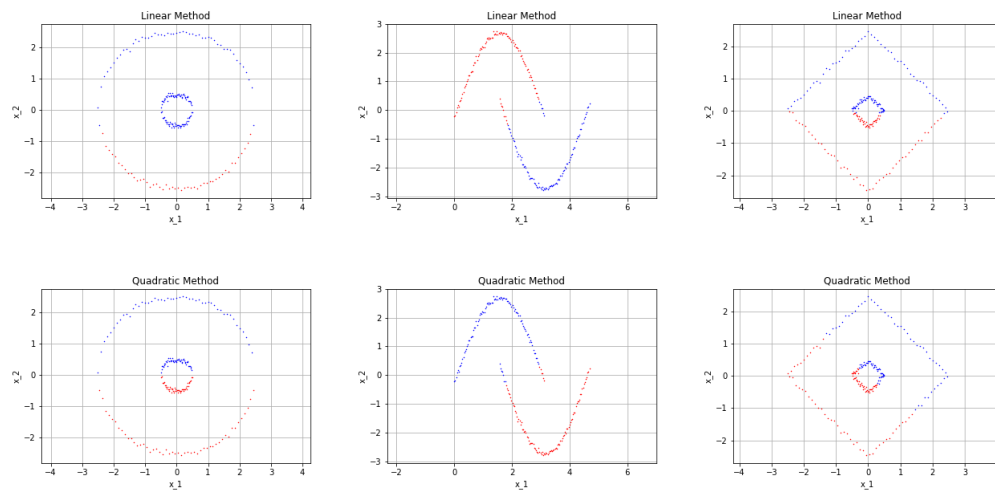 Linear Method
2
1
0
−1
−2
x_2
−4 −3 −2 −1 0 1 2 3 4
x_1
Linear Method
3
2
1
0
−1
−2
−3
x_2
−2 0 2 4 6
x_1
Linear Method
2
1
0
−1
−2
x_2
−4 −3 −2 −1 0 1 2 3
x_1
Quadratic Method
2
1
0
−1
−2
x_2
−4 −3 −2 −1 0 1 2 3 4
x_1
Quadratic Method
3
2
1
0
−1
−2
−3
x_2
−2 0 2 4 6
x_1
Quadratic Method
2
1
0
−1
−2
x_2
−4 −3 −2 −1 0 1 2 3
x_1